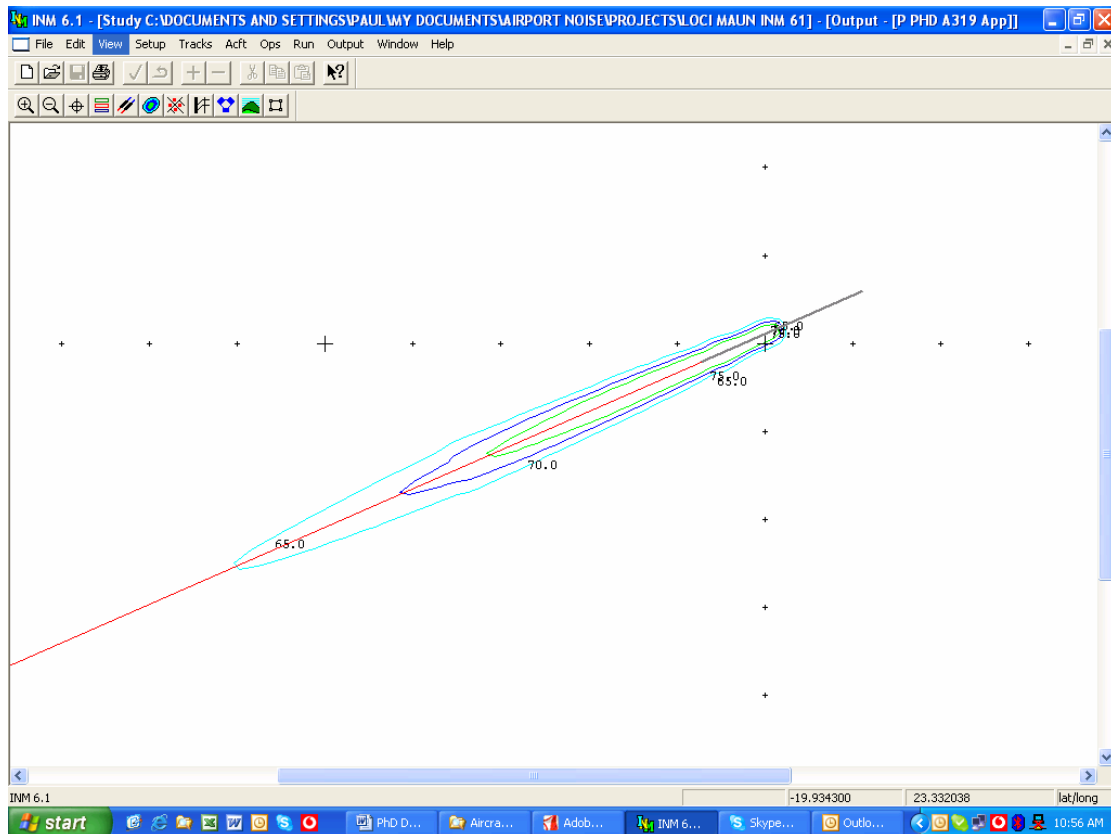 INM 6.1 - [Study C:\DOCUMENTS AND SETTINGS\PAUL\MY DOCUMENTS\AIRPORT NOISE\PROJECTS\LOCI MAUN INM 61] - [Output - [P PHD A319 App]]
File Edit View Setup Tracks Acft Ops Run Output Window Help
75.0
65.0
70.0
65.0
INM 6.1 -19.934300 23.332038 lat/long
start PhD D... Aircra... Adob... INM 6... Skype... Outlo... 10:56 AM